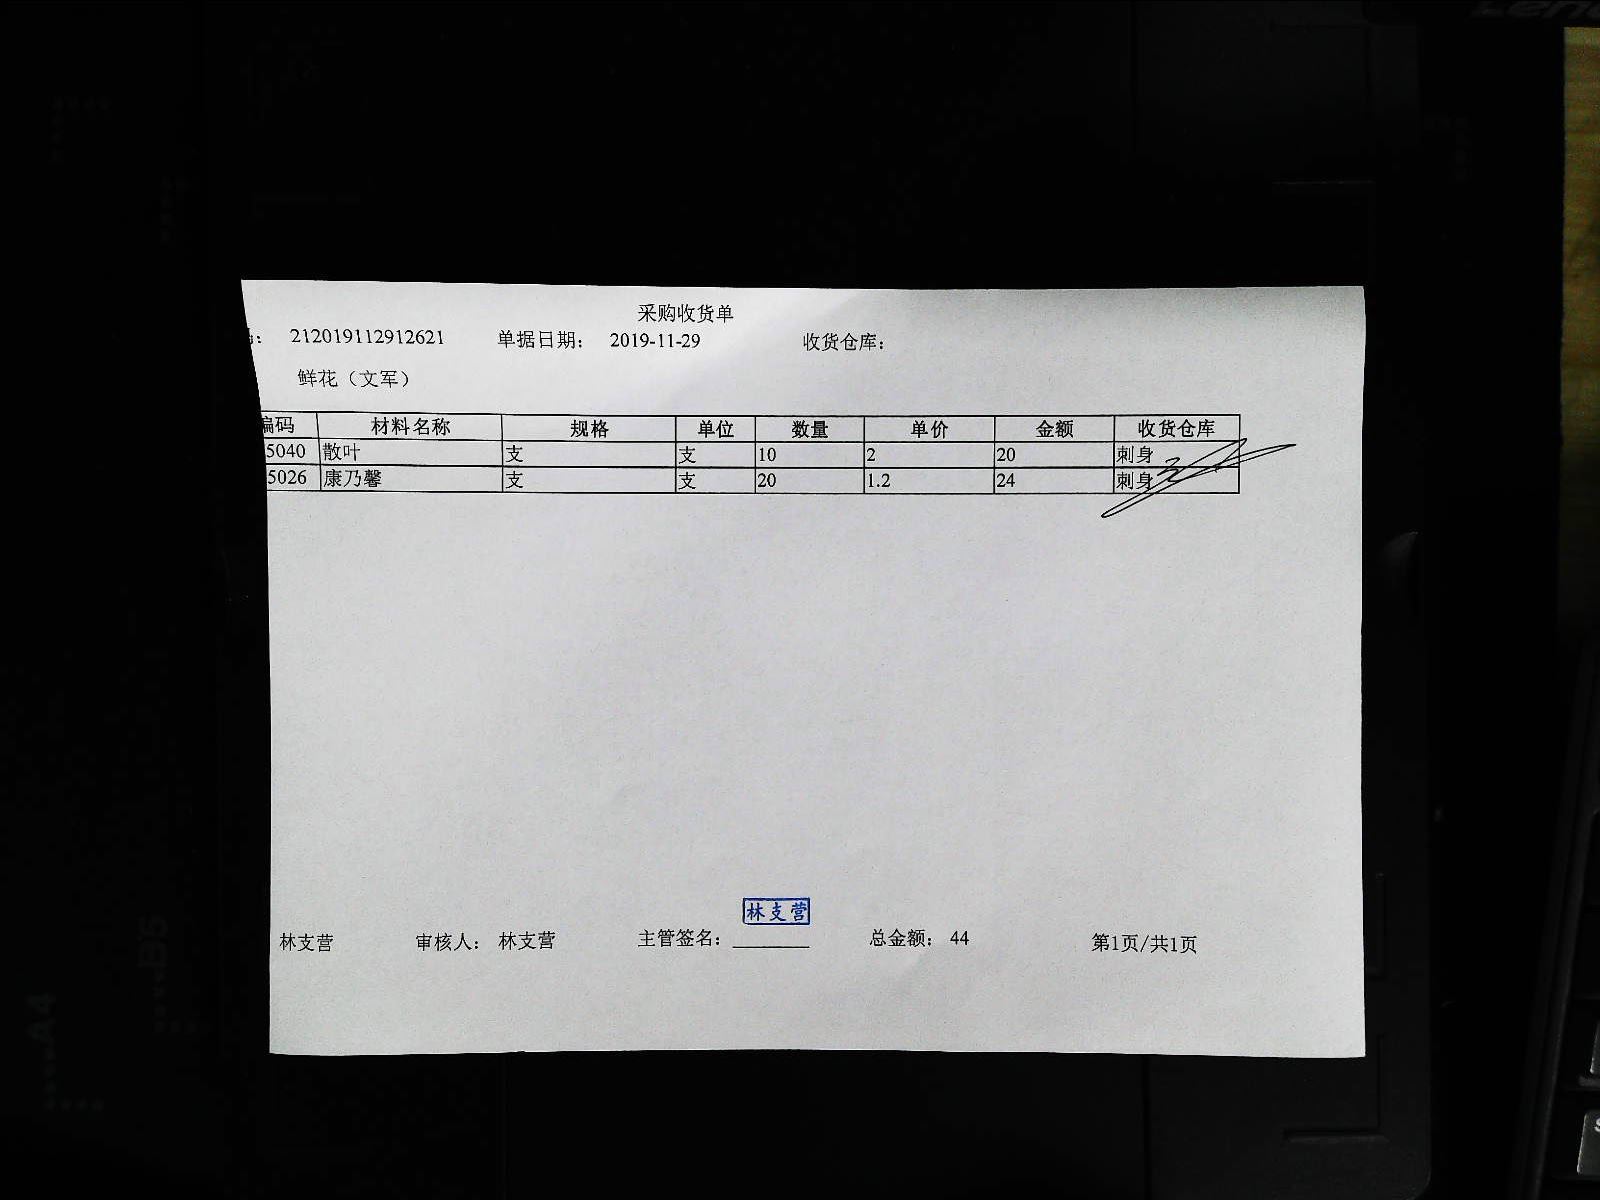 采购收货单
： 212019112912621 单据日期： 2019-11-29 收货仓库：
鲜花（文军）
编码 材料名称 规格 单位 数量 单价 金额 收货仓库
5040 散叶 支 支 10 2 20 刺身
5026 康乃馨 支 支 20 1.2 24 刺身
林支营
林支营 审核人： 林支营 主管签名： 总金额： 44 第1页/共1页
A4
B5